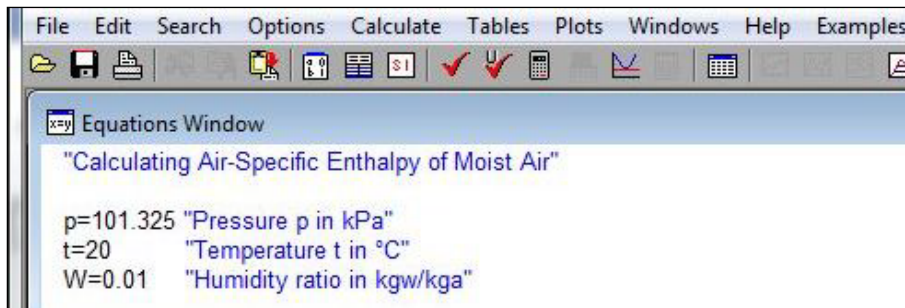 File Edit Search Options Calculate Tables Plots Windows Help Examples
SI
x=y Equations Window
"Calculating Air-Specific Enthalpy of Moist Air"
p=101.325 "Pressure p in kPa"
t=20 "Temperature t in °C"
W=0.01 "Humidity ratio in kgw/kga"